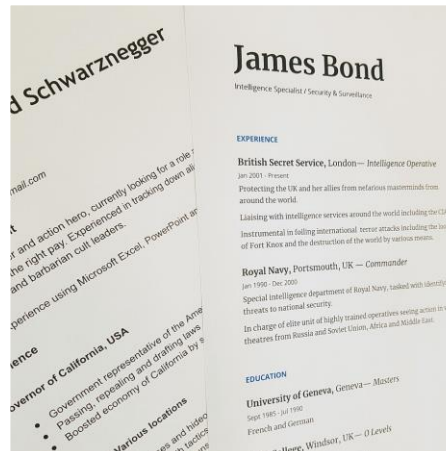 d Schwarznegger
mail.com
r and action hero, currently looking for a role
the right pay. Experienced in tracking down
and barbarian cult leaders.
perience using Microsoft Excel, PowerPoint
ience
overnor of California, USA
Government representative of the
Passing, repealing and drafting laws
Boosted economy of California by
Various locations
James Bond
Intelligence Specialist / Security & Surveillance
EXPERIENCE
British Secret Service, London— Intelligence Operative
Jan 2001 - Present
Protecting the UK and her allies from nefarious masterminds from
around the world.
Liaising with intelligence services around the world including the
Instrumental in foiling international terror attacks including the
of Fort Knox and the destruction of the world by various means.
Royal Navy, Portsmouth, UK — Commander
Jan 1990 - Dec 2000
Special intelligence department of Royal Navy, tasked with
threats to national security.
In charge of elite unit of highly trained operatives seeing action in
theatres from Russia and Soviet Union, Africa and Middle East.
EDUCATION
University of Geneva, Geneva— Masters
Sept 1985 - Jul 1990
French and German
College, Windsor, UK— O Levels